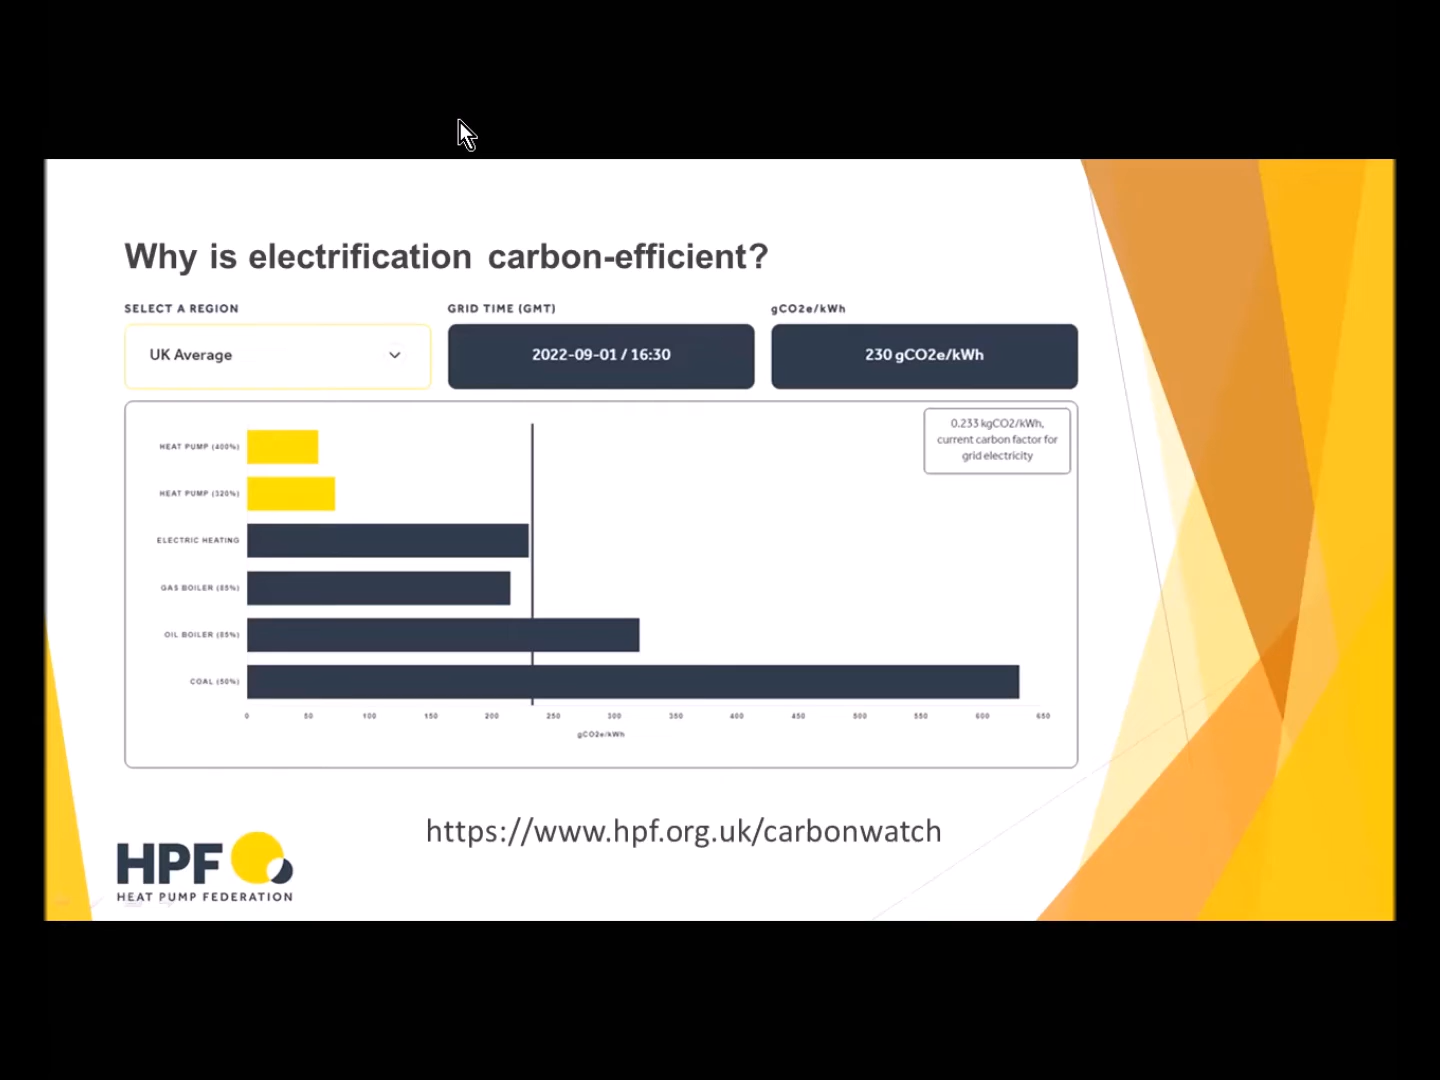 Why is electrification carbon-efficient?
SELECT A REGION
GRID TIME (GMT)
gCO2e/kWh
UK Average
2022-09-01 / 16:30
230 gCO2e/kWh
0.233 kgCO2/kWh,
current carbon factor for
grid electricity
HEAT PUMP (400%)
HEAT PUMP (320%)
ELECTRIC HEATING
GAS BOILER (85%)
OIL BOILER (85%)
COAL (50%)
0 50 100 150 200 250 300 350 400 450 500 550 600 650
gCO2e/kWh
https://www.hpf.org.uk/carbonwatch
HPF
HEAT PUMP FEDERATION